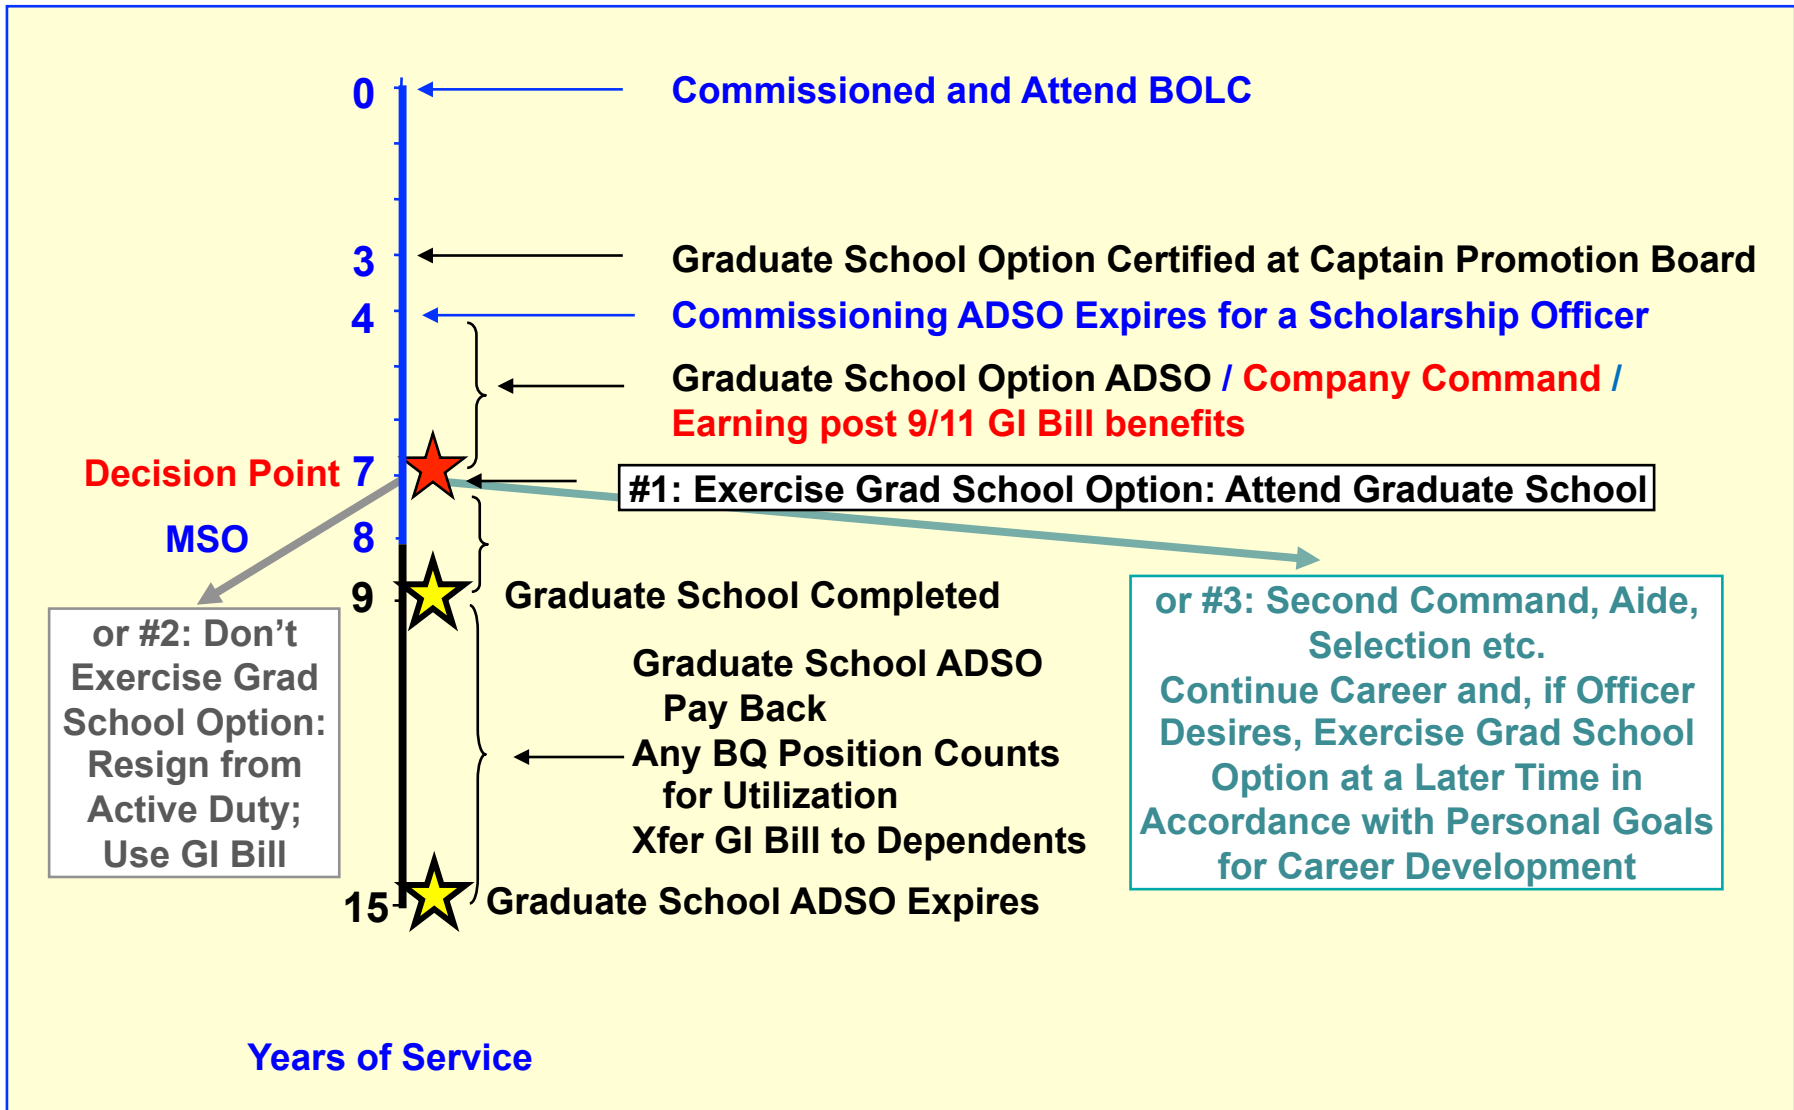 0
Commissioned and Attend BOLC
3
Graduate School Option Certified at Captain Promotion Board
4
Commissioning ADSO Expires for a Scholarship Officer
Graduate School Option ADSO / Company Command /
Earning post 9/11 GI Bill benefits
Decision Point
7
#1: Exercise Grad School Option: Attend Graduate School
MSO
8
9
Graduate School Completed
or #2: Don’t
Exercise Grad
School Option:
Resign from
Active Duty;
Use GI Bill
Graduate School ADSO
Pay Back
Any BQ Position Counts
for Utilization
Xfer GI Bill to Dependents
or #3: Second Command, Aide,
Selection etc.
Continue Career and, if Officer
Desires, Exercise Grad School
Option at a Later Time in
Accordance with Personal Goals
for Career Development
15
Graduate School ADSO Expires
Years of Service